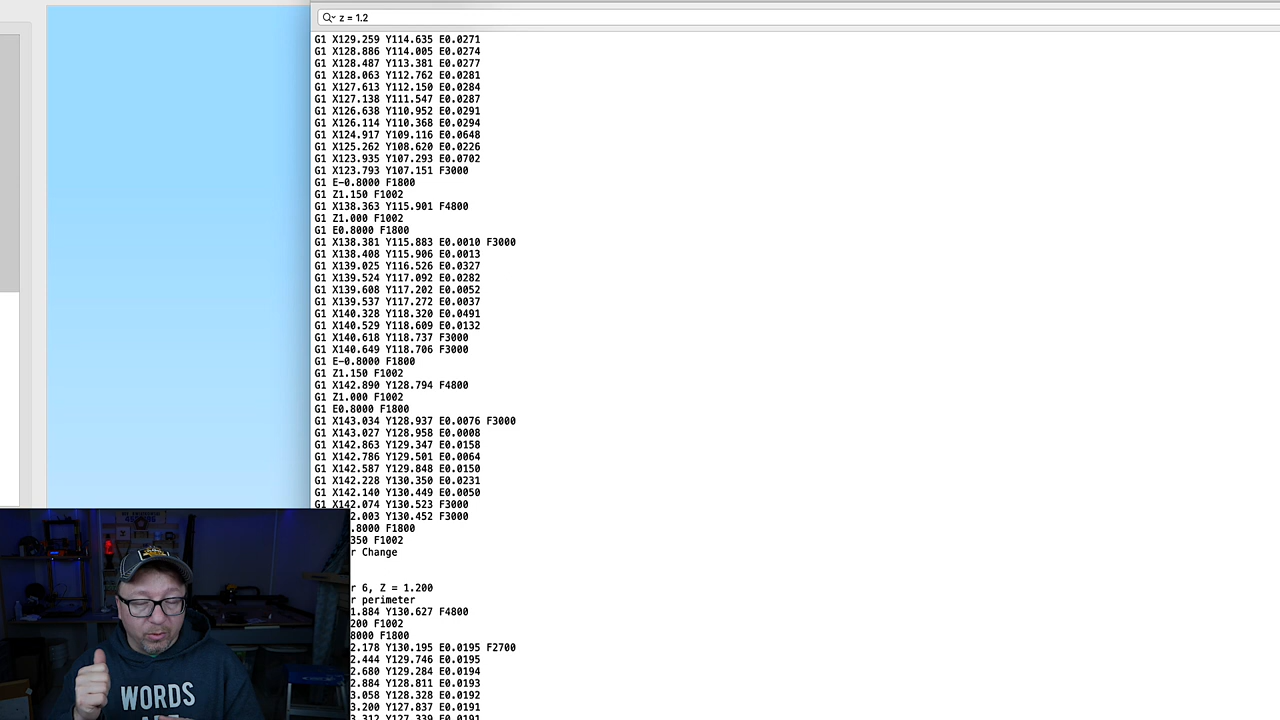 z = 1.2
G1 X129.259 Y114.635 E0.0271
G1 X128.886 Y114.005 E0.0274
G1 X128.487 Y113.381 E0.0277
G1 X128.063 Y112.762 E0.0281
G1 X127.613 Y112.150 E0.0284
G1 X127.138 Y111.547 E0.0287
G1 X126.638 Y110.952 E0.0291
G1 X126.114 Y110.368 E0.0294
G1 X124.917 Y109.116 E0.0648
G1 X125.262 Y108.620 E0.0226
G1 X123.935 Y107.293 E0.0702
G1 X123.793 Y107.151 F3000
G1 E-0.8000 F1800
G1 Z1.150 F1002
G1 X138.363 Y115.901 F4800
G1 Z1.000 F1002
G1 E0.8000 F1800
G1 X138.381 Y115.883 E0.0010 F3000
G1 X138.408 Y115.906 E0.0013
G1 X139.025 Y116.526 E0.0327
G1 X139.524 Y117.092 E0.0282
G1 X139.608 Y117.202 E0.0052
G1 X139.537 Y117.272 E0.0037
G1 X140.328 Y118.320 E0.0491
G1 X140.529 Y118.609 E0.0132
G1 X140.618 Y118.737 F3000
G1 X140.649 Y118.706 F3000
G1 E-0.8000 F1800
G1 Z1.150 F1002
G1 X142.890 Y128.794 F4800
G1 Z1.000 F1002
G1 E0.8000 F1800
G1 X143.034 Y128.937 E0.0076 F3000
G1 X143.027 Y128.958 E0.0008
G1 X142.863 Y129.347 E0.0158
G1 X142.786 Y129.501 E0.0064
G1 X142.587 Y129.848 E0.0150
G1 X142.228 Y130.350 E0.0231
G1 X142.140 Y130.449 E0.0050
G1 X142.074 Y130.523 F3000
2.003 Y130.452 F3000
.8000 F1800
350 F1002
r Change
r 6, Z = 1.200
r perimeter
1.884 Y130.627 F4800
200 F1002
8000 F1800
2.178 Y130.195 E0.0195 F2700
2.444 Y129.746 E0.0195
2.680 Y129.284 E0.0194
2.884 Y128.811 E0.0193
3.058 Y128.328 E0.0192
3.200 Y127.837 E0.0191
3.312 Y127.339 E0.0191
WORDS